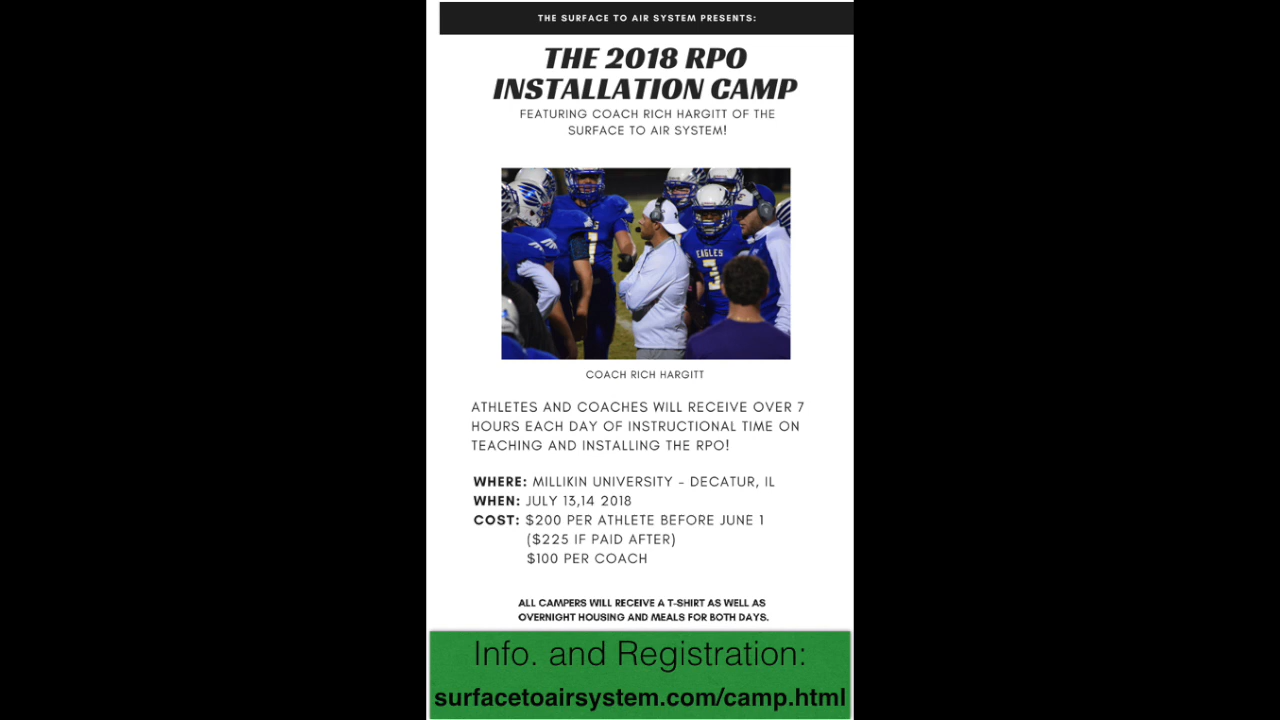 THE SURFACE TO AIR SYSTEM PRESENTS:
THE 2018 RPO
INSTALLATION CAMP
FEATURING COACH RICH HARGITT OF THE
SURFACE TO AIR SYSTEM!
EAGLES
3
COACH RICH HARGITT
ATHLETES AND COACHES WILL RECEIVE OVER 7
HOURS EACH DAY OF INSTRUCTIONAL TIME ON
TEACHING AND INSTALLING THE RPO!
WHERE: MILLIKIN UNIVERSITY - DECATUR, IL
WHEN: JULY 13,14 2018
COST: $200 PER ATHLETE BEFORE JUNE 1
($225 IF PAID AFTER)
$100 PER COACH
ALL CAMPERS WILL RECEIVE A T-SHIRT AS WELL AS
OVERNIGHT HOUSING AND MEALS FOR BOTH DAYS.
Info. and Registration:
surfacetoairsystem.com/camp.html